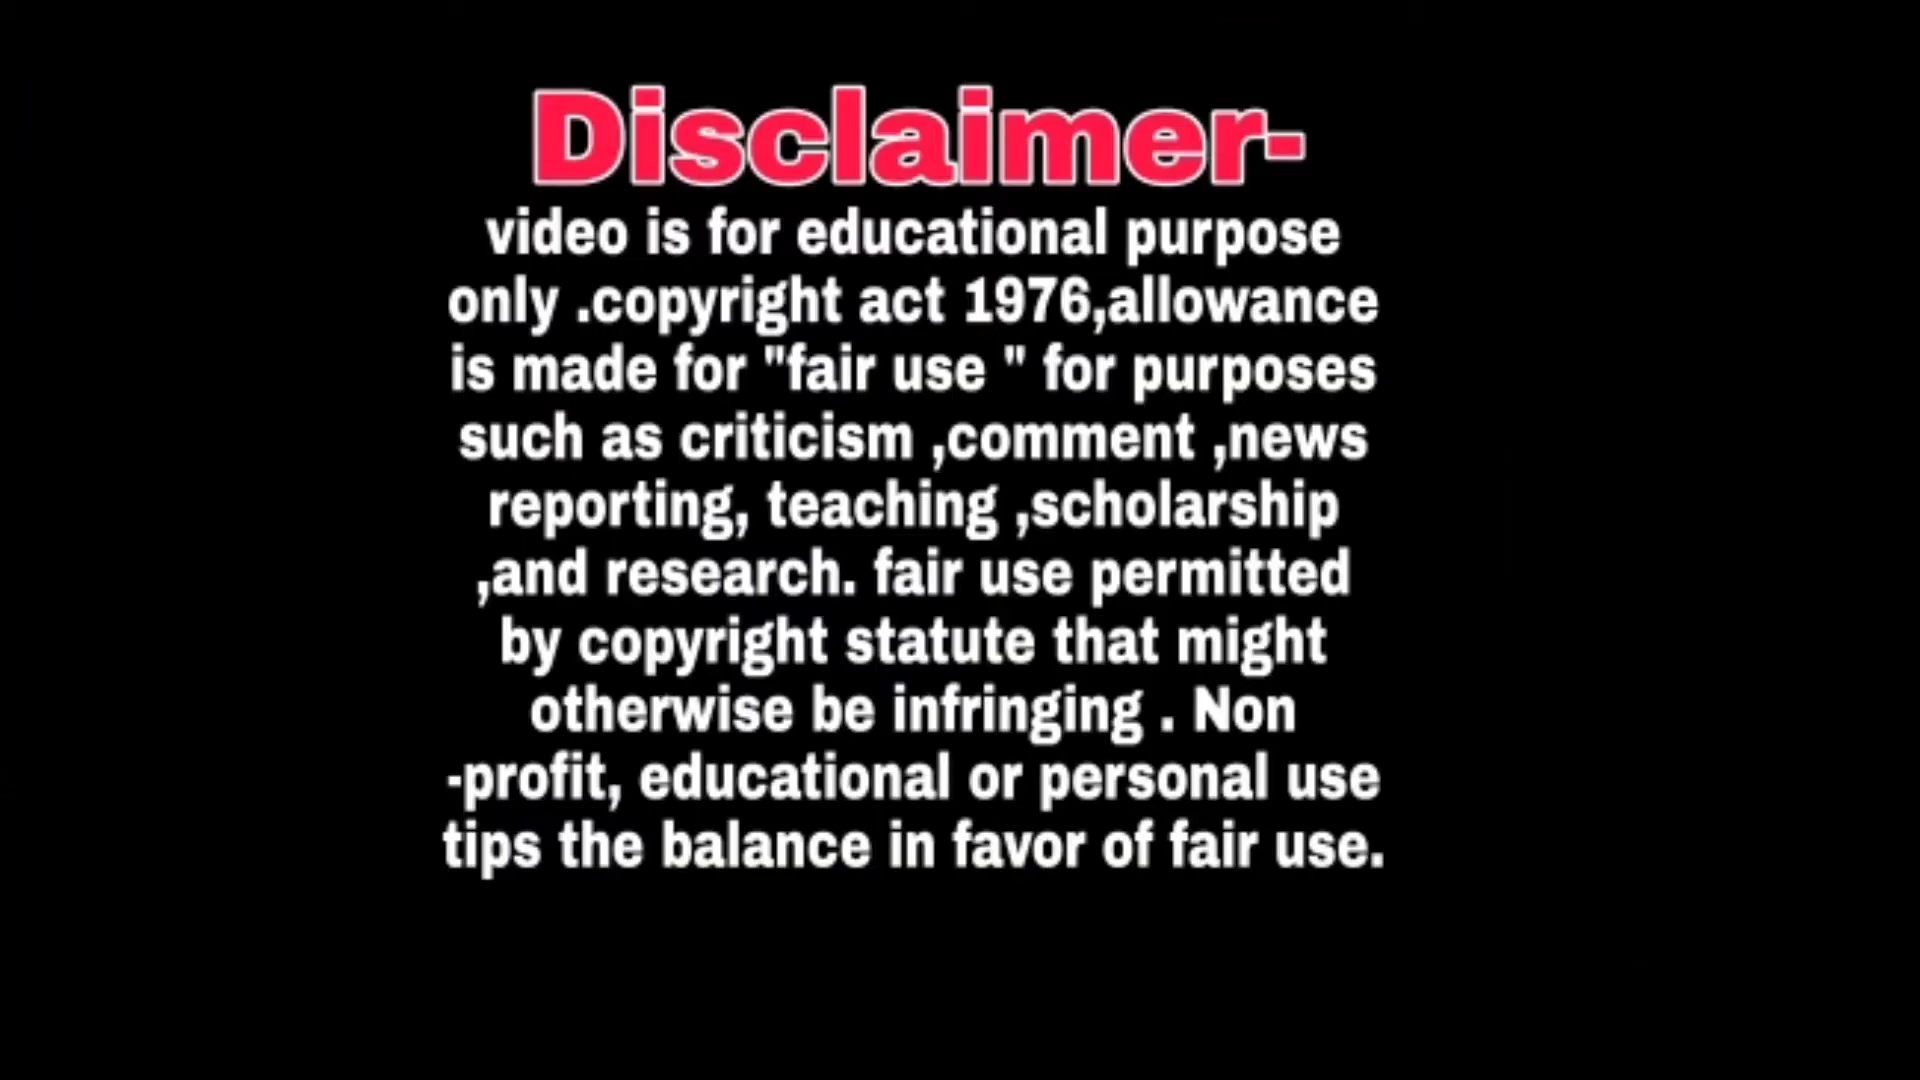 Disclaimer-
video is for educational purpose
only .copyright act 1976,allowance
is made for "fair use " for purposes
such as criticism ,comment ,news
reporting, teaching ,scholarship
,and research. fair use permitted
by copyright statute that might
otherwise be infringing . Non
-profit, educational or personal use
tips the balance in favor of fair use.